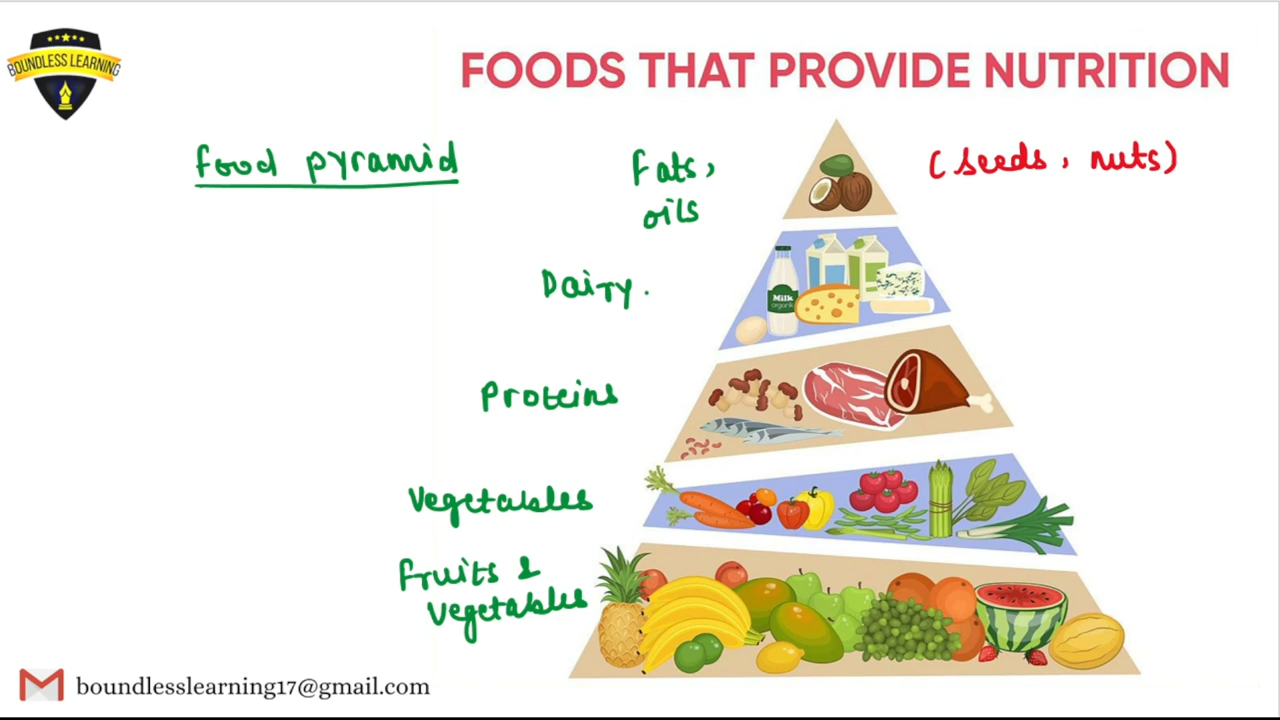 BOUNDLESS LEARNING
FOODS THAT PROVIDE NUTRITION
food pyramid
fats,
oils
(seeds, nuts)
Dairy.
Milk
organic
Proteins
Vegetables
fruits &
vegetables
boundlesslearning17@gmail.com